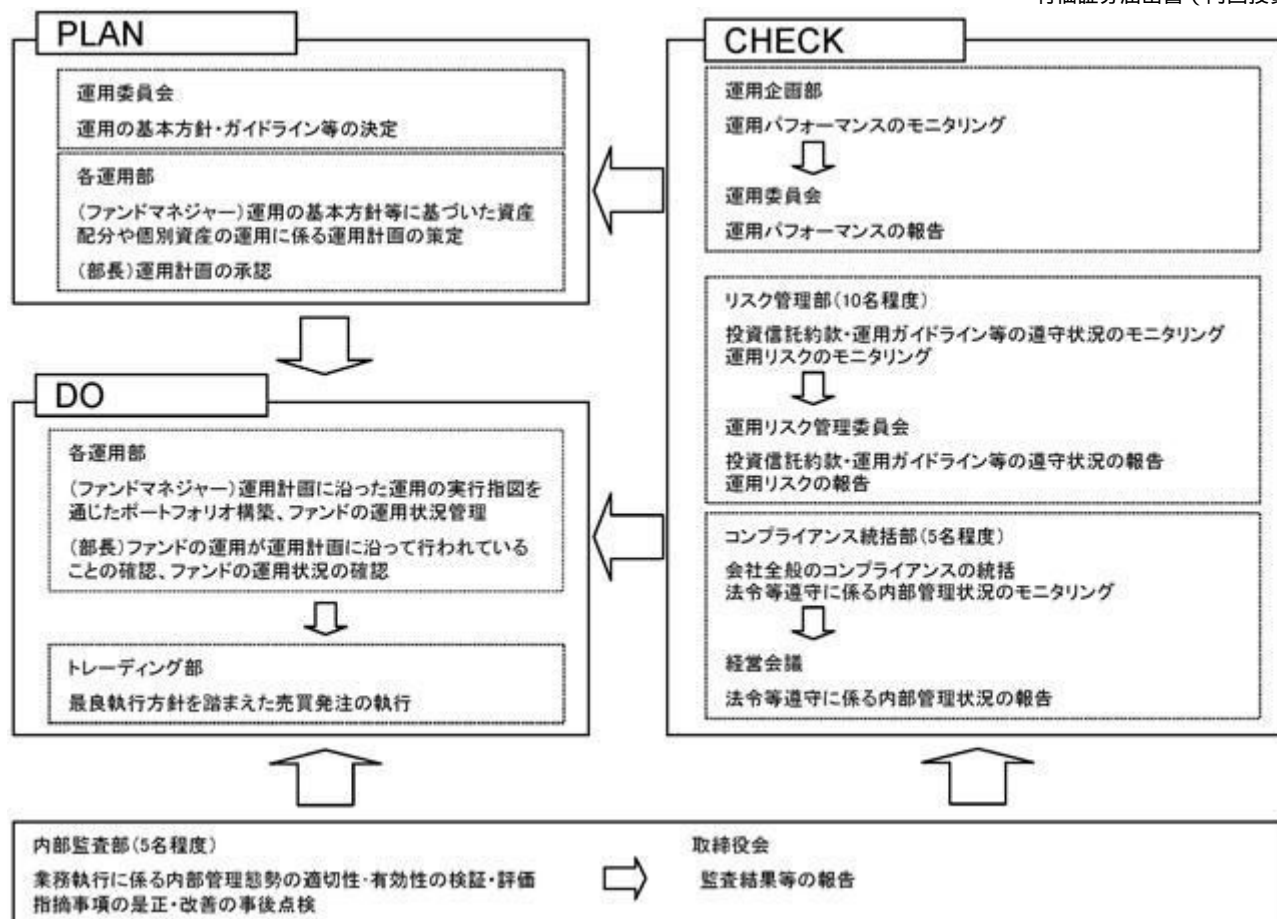 PLAN
運用委員会
運用の基本方針・ガイドライン等の決定
各運用部
(ファンドマネジャー)運用の基本方針等に基づいた資産
配分や個別資産の運用に係る運用計画の策定
(部長)運用計画の承認
DO
各運用部
(ファンドマネジャー)運用計画に沿った運用の実行指図を
通じたポートフォリオ構築、ファンドの運用状況管理
(部長)ファンドの運用が運用計画に沿って行われている
ことの確認、ファンドの運用状況の確認
トレーディング部
最良執行方針を踏まえた売買発注の執行
CHECK
運用企画部
運用パフォーマンスのモニタリング
運用委員会
運用パフォーマンスの報告
リスク管理部(10名程度)
投資信託約款・運用ガイドライン等の遵守状況のモニタリング
運用リスクのモニタリング
運用リスク管理委員会
投資信託約款・運用ガイドライン等の遵守状況の報告
運用リスクの報告
コンプライアンス統括部(5名程度)
会社全般のコンプライアンスの統括
法令等遵守に係る内部管理状況のモニタリング
経営会議
法令等遵守に係る内部管理状況の報告
内部監査部(5名程度)
業務執行に係る内部管理態勢の適切性・有効性の検証・評価
指摘事項の是正・改善の事後点検
取締役会
監査結果等の報告